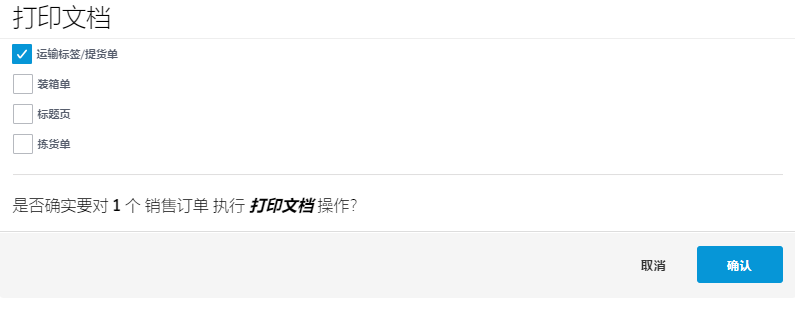 打印文档
运输标签/提货单
装箱单
标题页
拣货单
是否确实要对 1 个 销售订单 执行 打印文档 操作？
取消 确认